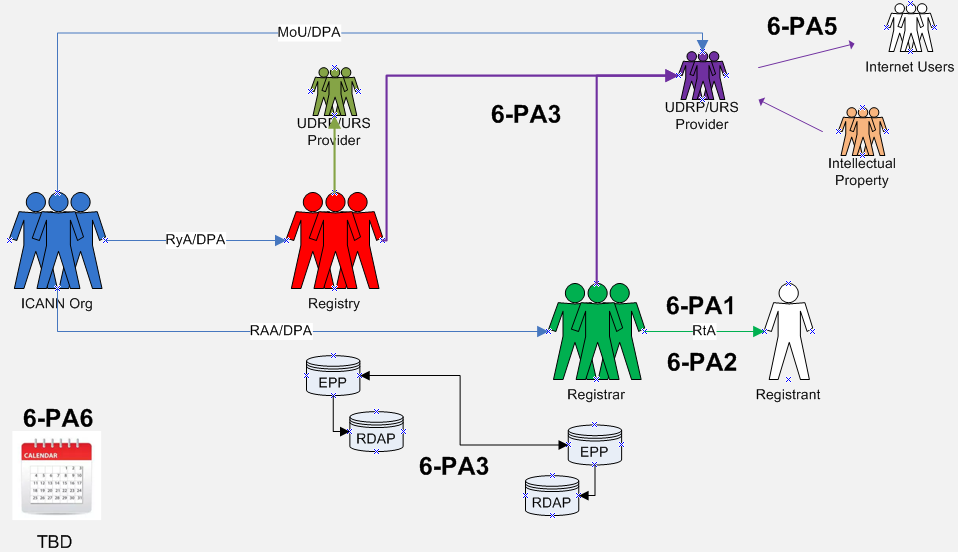 MoU/DPA
6-PA5
Internet Users
UDRP/URS
Provider
6-PA3
UDRP/URS
Provider
Intellectual
Property
RyA/DPA
ICANN Org
Registry
6-PA1
RAA/DPA
RtA
6-PA2
Registrar
Registrant
EPP
RDAP
6-PA3
EPP
RDAP
6-PA6
CALENDAR
TBD